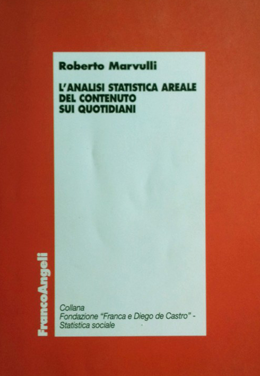 Roberto Marvulli
L'ANALISI STATISTICA AREALE
DEL CONTENUTO
SUI QUOTIDIANI
FrancoAngeli
Collana
Fondazione "Franca e Diego de Castro" -
Statistica sociale